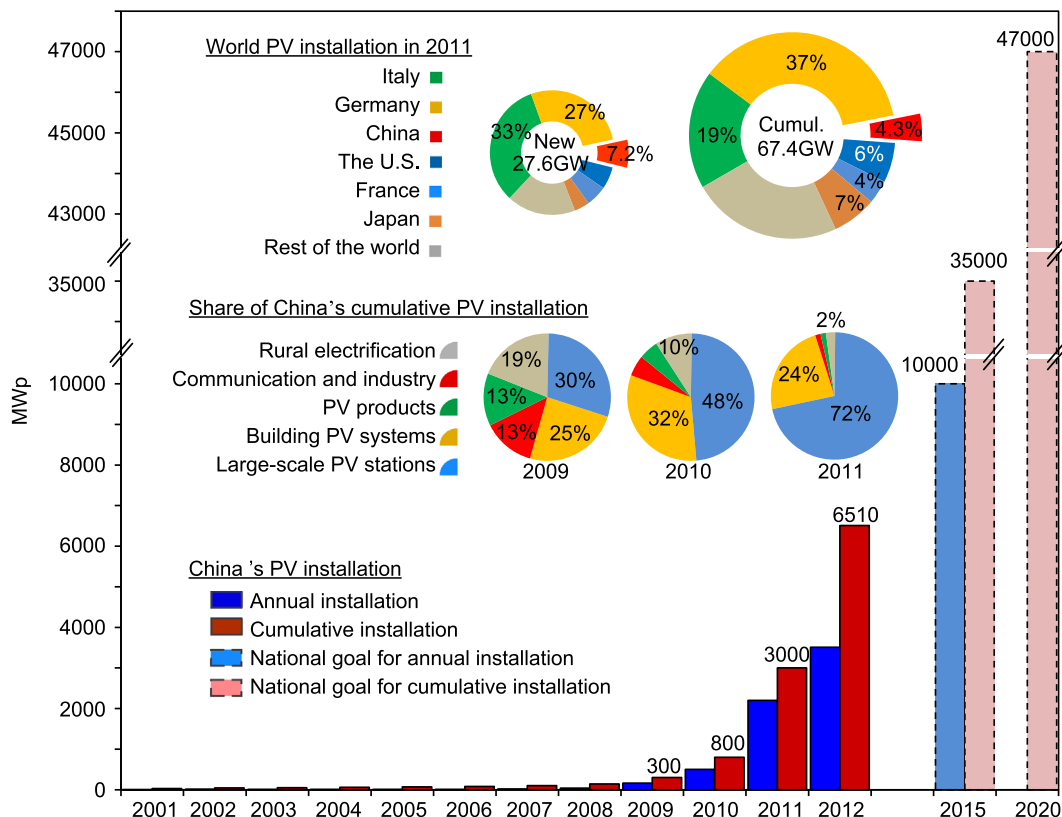 47000
45000
43000
35000
10000
8000
6000
4000
2000
0
MWp
World PV installation in 2011
Italy
Germany
China
The U.S.
France
Japan
Rest of the world
33%
27%
7.2%
New
27.6GW
37%
19%
4.3%
6%
4%
7%
Cumul.
67.4GW
Share of China's cumulative PV installation
Rural electrification
Communication and industry
PV products
Building PV systems
Large-scale PV stations
19%
30%
13%
13%
25%
2009
10%
48%
32%
2010
2%
24%
72%
2011
China 's PV installation
Annual installation
Cumulative installation
National goal for annual installation
National goal for cumulative installation
300
800
3000
6510
10000
35000
47000
2001 2002 2003 2004 2005 2006 2007 2008 2009 2010 2011 2012 2015 2020